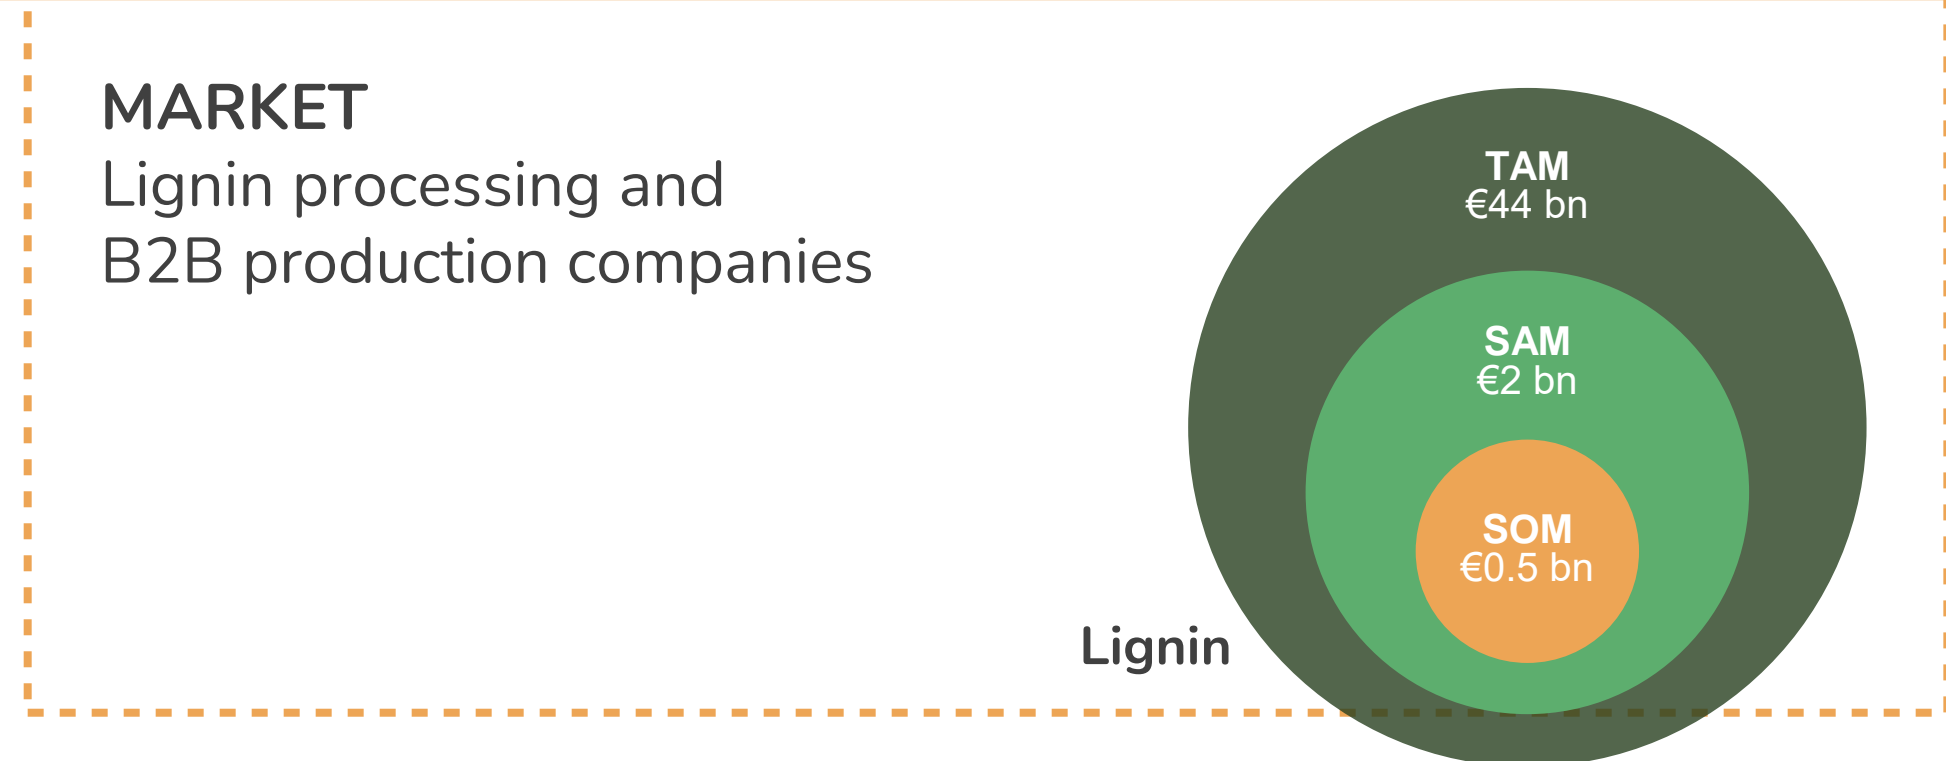 MARKET
Lignin processing and
B2B production companies
TAM
€44 bn
SAM
€2 bn
SOM
€0.5 bn
Lignin